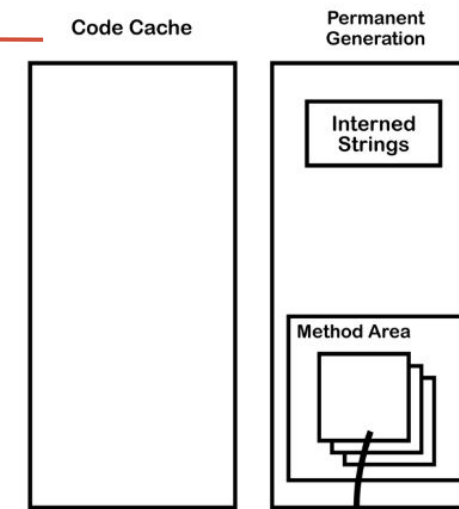 Code Cache
Permanent
Generation
Interned
Strings
Method Area